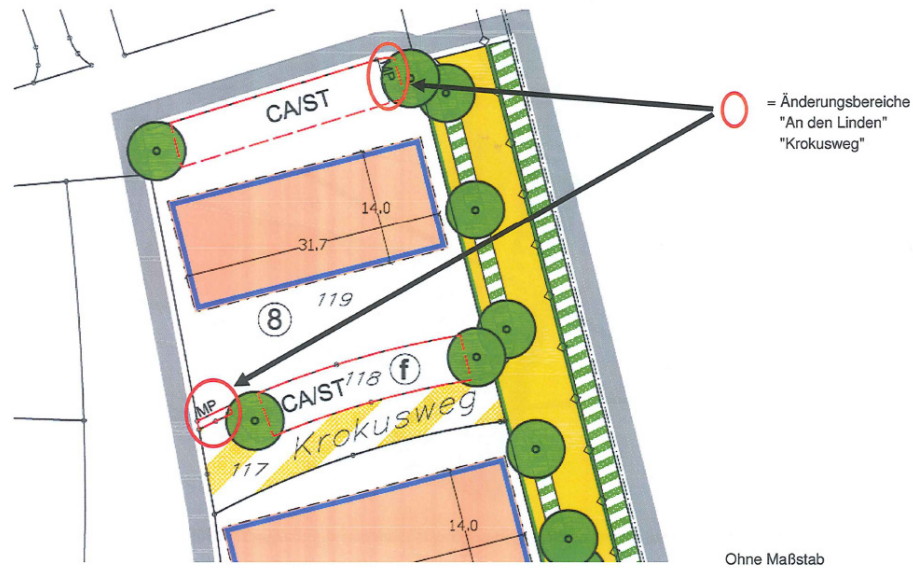 MP
CA/ST
= Änderungsbereiche
"An den Linden"
"Krokusweg"
14.0
31.7
119
8
f
118
CA/ST
MP
Krokusweg
117
14.0
Ohne Maßstab